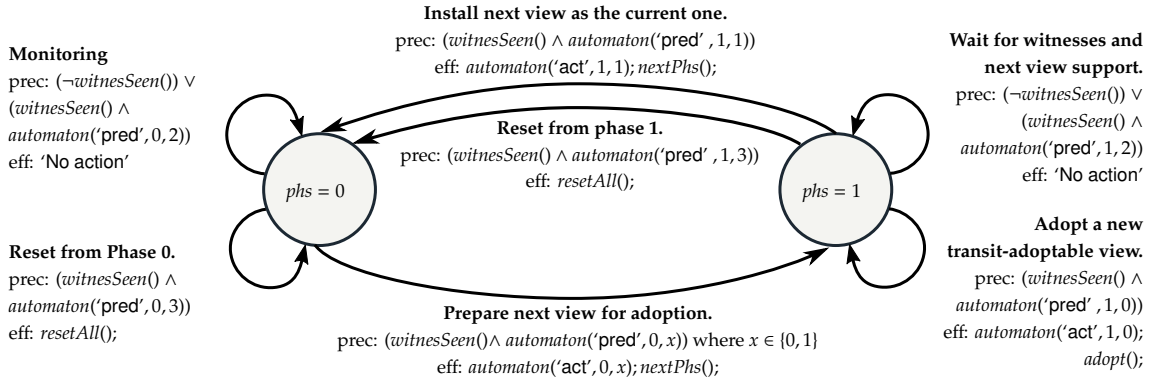 Install next view as the current one.
prec: (witnesSeen() ∧ automaton(‘pred’ , 1, 1))
eff: automaton(‘act’, 1, 1); nextPhs();
Monitoring
prec: (¬witnesSeen()) ∨
(witnesSeen() ∧
automaton(‘pred’, 0, 2))
eff: ‘No action’
Wait for witnesses and
next view support.
prec: (¬witnesSeen()) ∨
(witnesSeen() ∧
automaton(‘pred’, 1, 2))
eff: ‘No action’
Reset from phase 1.
prec: (witnesSeen() ∧ automaton(‘pred’ , 1, 3))
eff: resetAll();
phs = 0
phs = 1
Reset from Phase 0.
prec: (witnesSeen() ∧
automaton(‘pred’, 0, 3))
eff: resetAll();
Adopt a new
transit-adoptable view.
prec: (witnesSeen() ∧
automaton(‘pred’ , 1, 0))
eff: automaton(‘act’, 1, 0);
adopt();
Prepare next view for adoption.
prec: (witnesSeen()∧ automaton(‘pred’, 0, x)) where x ∈ {0, 1}
eff: automaton(‘act’, 0, x); nextPhs();